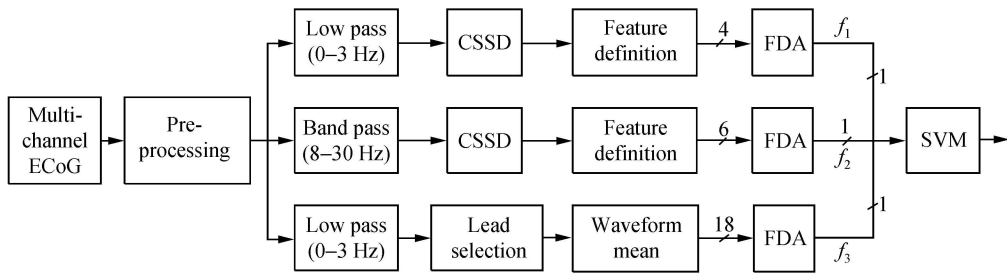 Multi-
channel
ECoG
Pre-
processing
Low pass
(0–3 Hz)
CSSD
Feature
definition
4
FDA
f1
1
Band pass
(8–30 Hz)
CSSD
Feature
definition
6
FDA
1
f2
SVM
Low pass
(0–3 Hz)
Lead
selection
Waveform
mean
18
FDA
f3
1